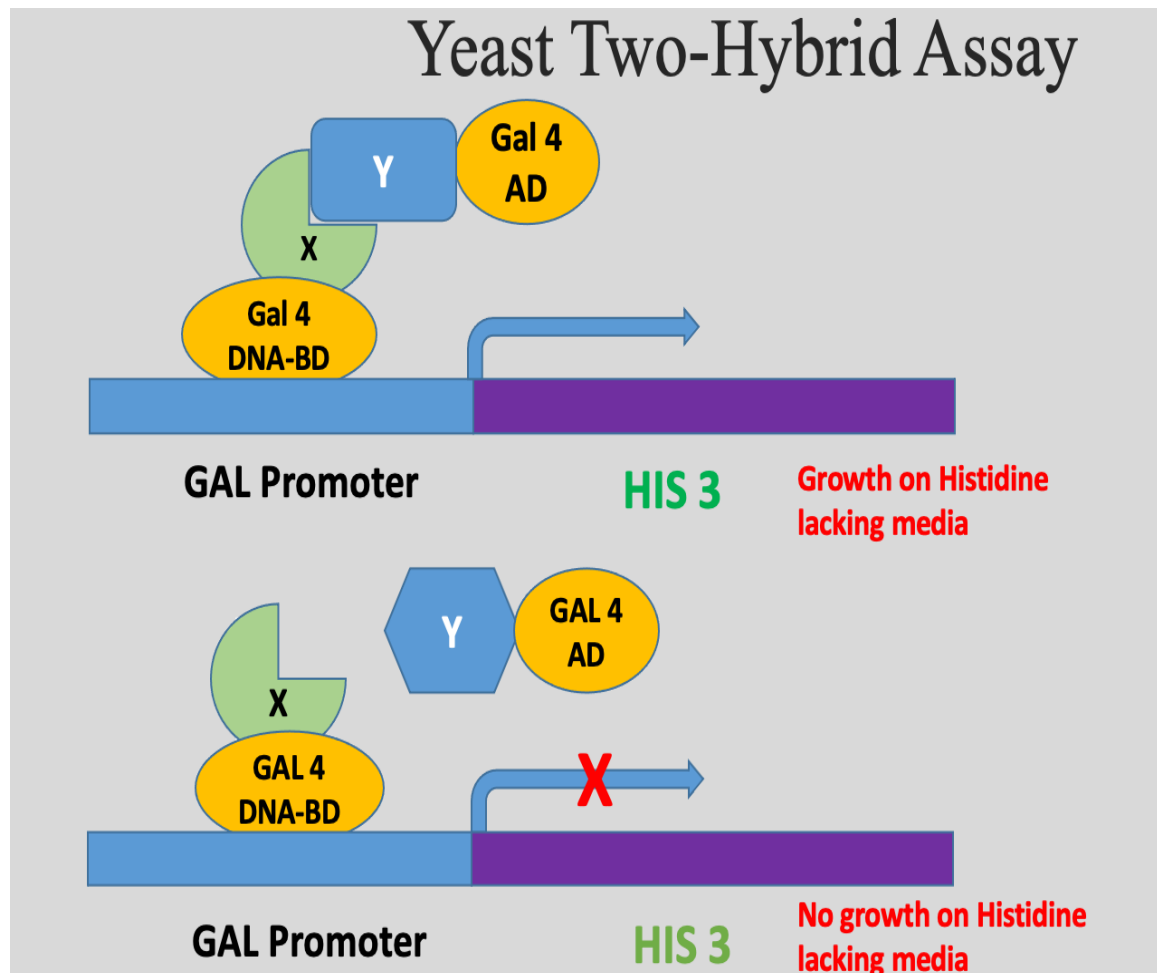 Yeast Two-Hybrid Assay
Gal 4
AD
Y
X
Gal 4
DNA-BD
GAL Promoter
HIS 3
Growth on Histidine
lacking media
Y
GAL 4
AD
X
GAL 4
DNA-BD
X
GAL Promoter
HIS 3
No growth on Histidine
lacking media